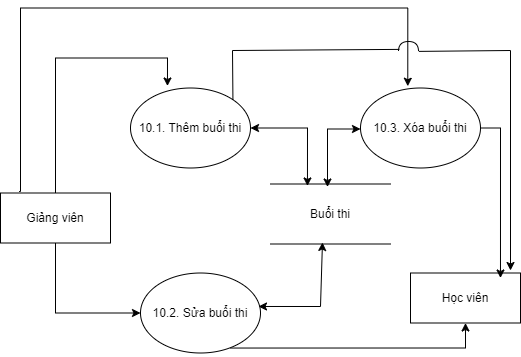 10.1. Thêm buổi thi
10.3. Xóa buổi thi
Giảng viên
Buổi thi
10.2. Sửa buổi thi
Học viên